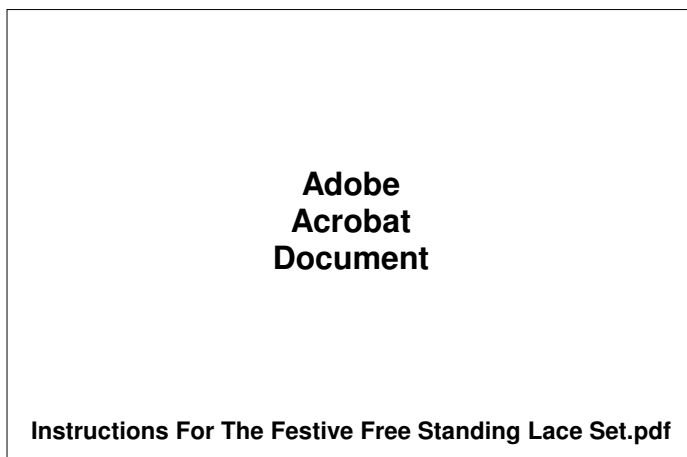 Adobe
Acrobat
Document
Instructions For The Festive Free Standing Lace Set.pdf